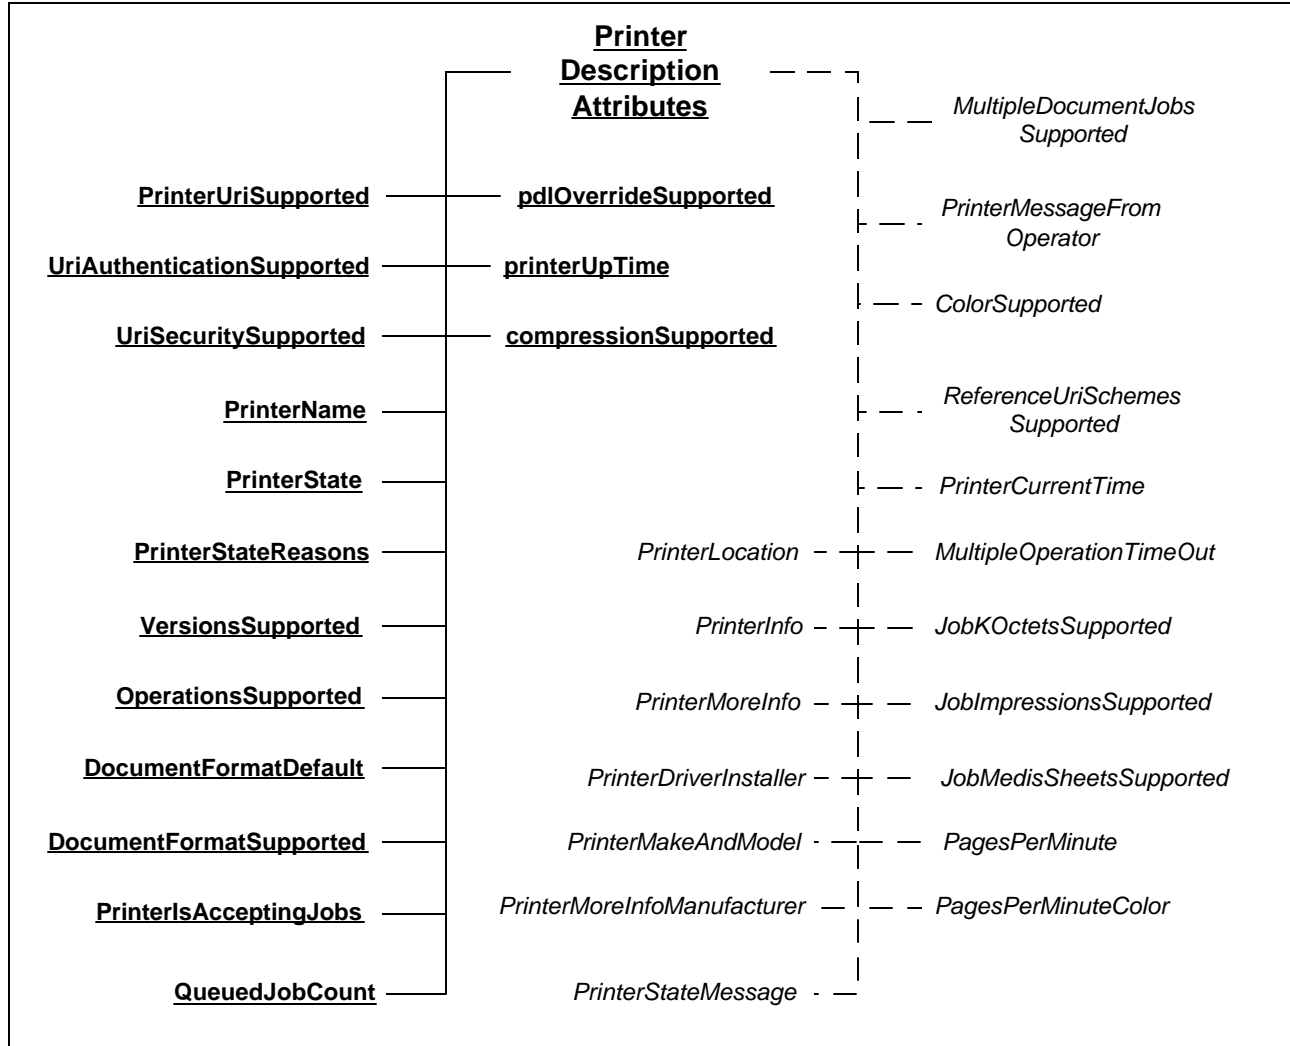 Printer
Description
Attributes
MultipleDocumentJobs
Supported
PrinterUriSupported
pdlOverrideSupported
PrinterMessageFrom
Operator
UriAuthenticationSupported
printerUpTime
ColorSupported
UriSecuritySupported
compressionSupported
PrinterName
ReferenceUriSchemes
Supported
PrinterState
PrinterCurrentTime
PrinterStateReasons
PrinterLocation
MultipleOperationTimeOut
VersionsSupported
PrinterInfo
JobKOctetsSupported
OperationsSupported
PrinterMoreInfo
JobImpressionsSupported
DocumentFormatDefault
PrinterDriverInstaller
JobMedisSheetsSupported
DocumentFormatSupported
PrinterMakeAndModel
PagesPerMinute
PrinterIsAcceptingJobs
PrinterMoreInfoManufacturer
PagesPerMinuteColor
QueuedJobCount
PrinterStateMessage